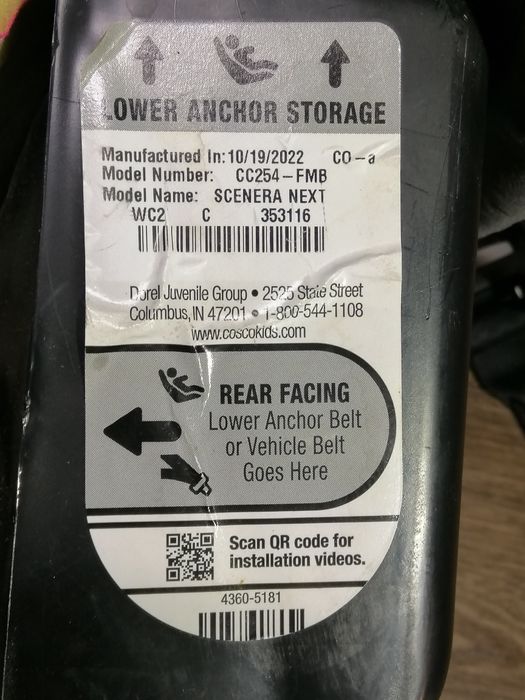 LOWER ANCHOR STORAGE
Manufactured In: 10/19/2022 CO-a
Model Number: CC254-FMB
Model Name: SCENERA NEXT
WC2 C 353116
Dorel Juvenile Group • 2525 State Street
Columbus, IN 47201 • 1-800-544-1108
www.coscokids.com
REAR FACING
Lower Anchor Belt
or Vehicle Belt
Goes Here
Scan QR code for
installation videos.
4360-5181